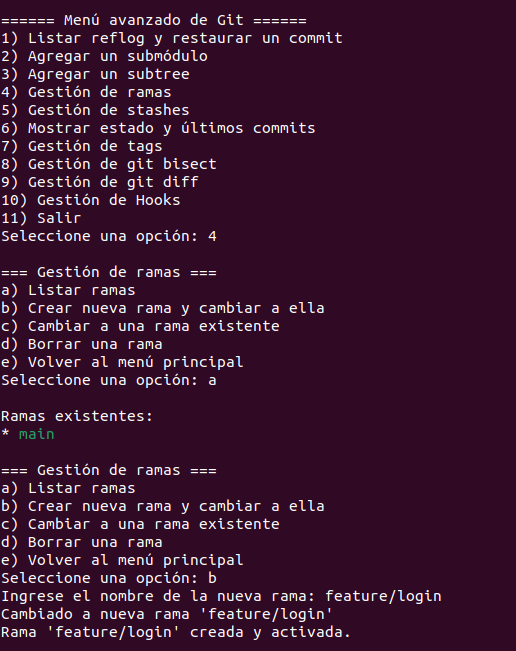 ====== Menú avanzado de Git ======
1) Listar reflog y restaurar un commit
2) Agregar un submódulo
3) Agregar un subtree
4) Gestión de ramas
5) Gestión de stashes
6) Mostrar estado y últimos commits
7) Gestión de tags
8) Gestión de git bisect
9) Gestión de git diff
10) Gestión de Hooks
11) Salir
Seleccione una opción: 4

=== Gestión de ramas ===
a) Listar ramas
b) Crear nueva rama y cambiar a ella
c) Cambiar a una rama existente
d) Borrar una rama
e) Volver al menú principal
Seleccione una opción: a

Ramas existentes:
* main

=== Gestión de ramas ===
a) Listar ramas
b) Crear nueva rama y cambiar a ella
c) Cambiar a una rama existente
d) Borrar una rama
e) Volver al menú principal
Seleccione una opción: b
Ingrese el nombre de la nueva rama: feature/login
Cambiado a nueva rama 'feature/login'
Rama 'feature/login' creada y activada.